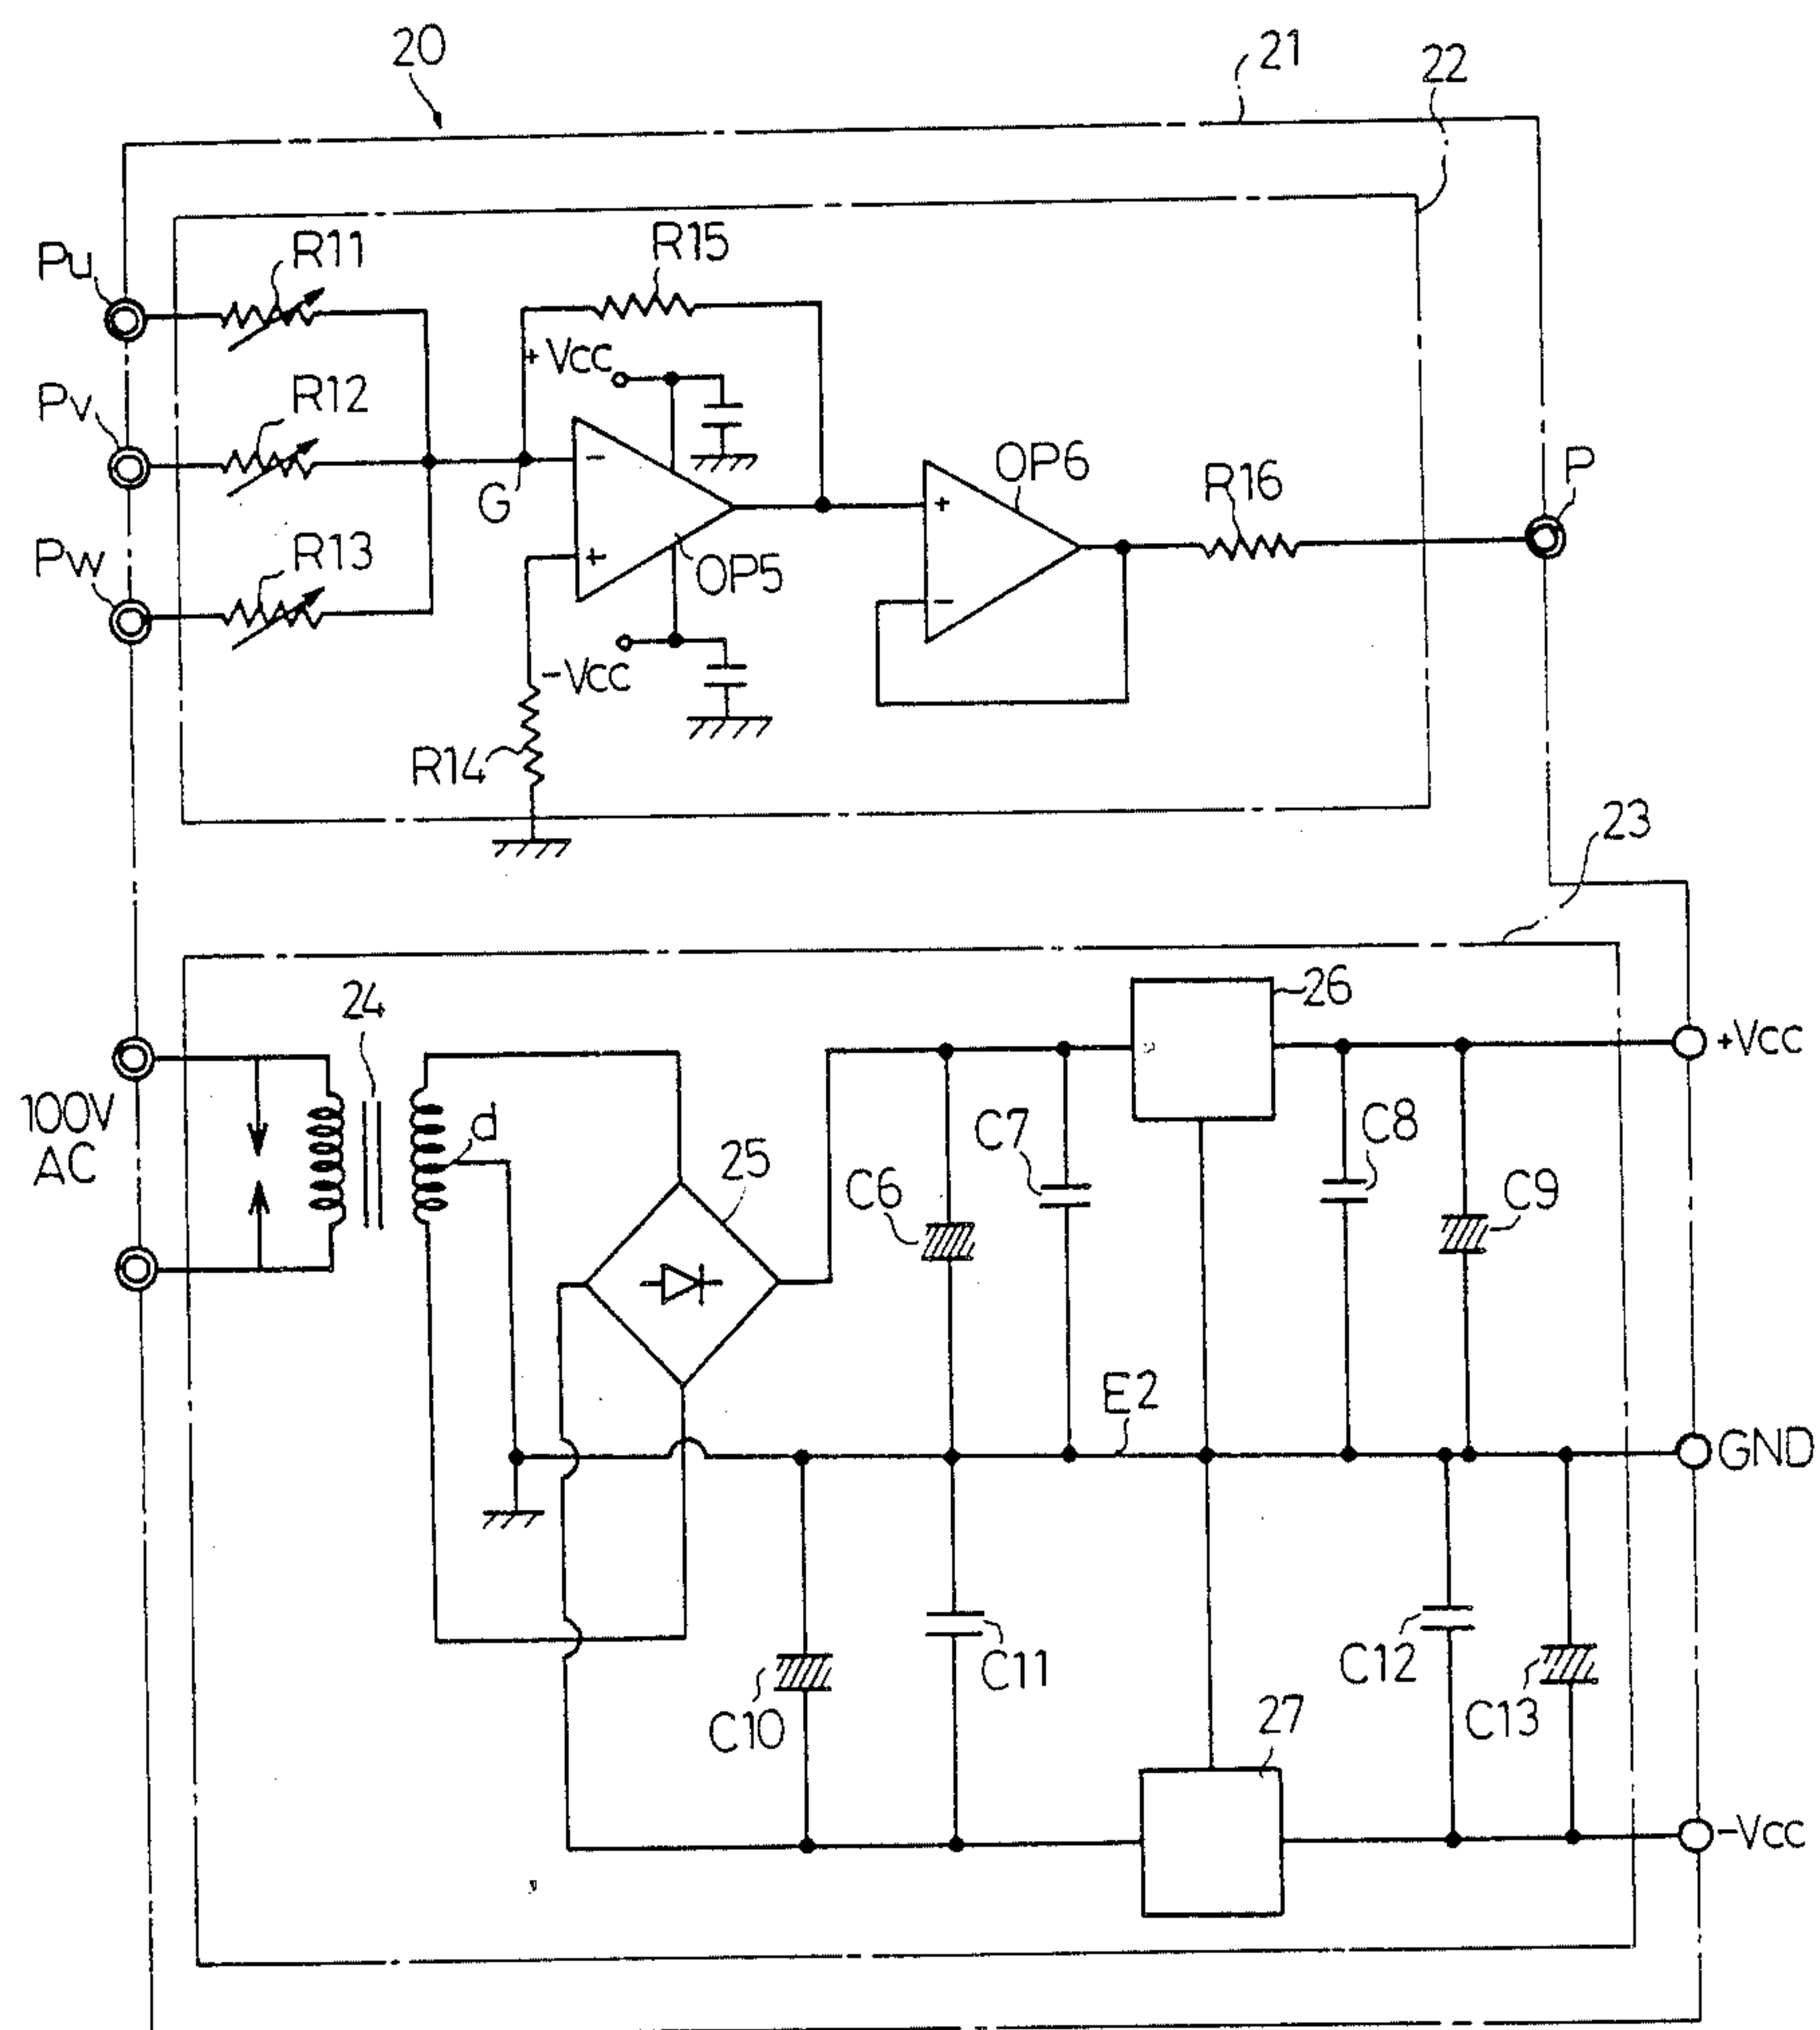 20
21
22
Pu
R11
R15
+Vcc
Pv
R12
G
OP6
R16
P
Pw
R13
OP5
-Vcc
R14
23
24
26
+Vcc
100V
AC
d
25
C6
C7
C8
C9
E2
GND
C10
C11
C12
C13
27
-Vcc
+
-
+
-